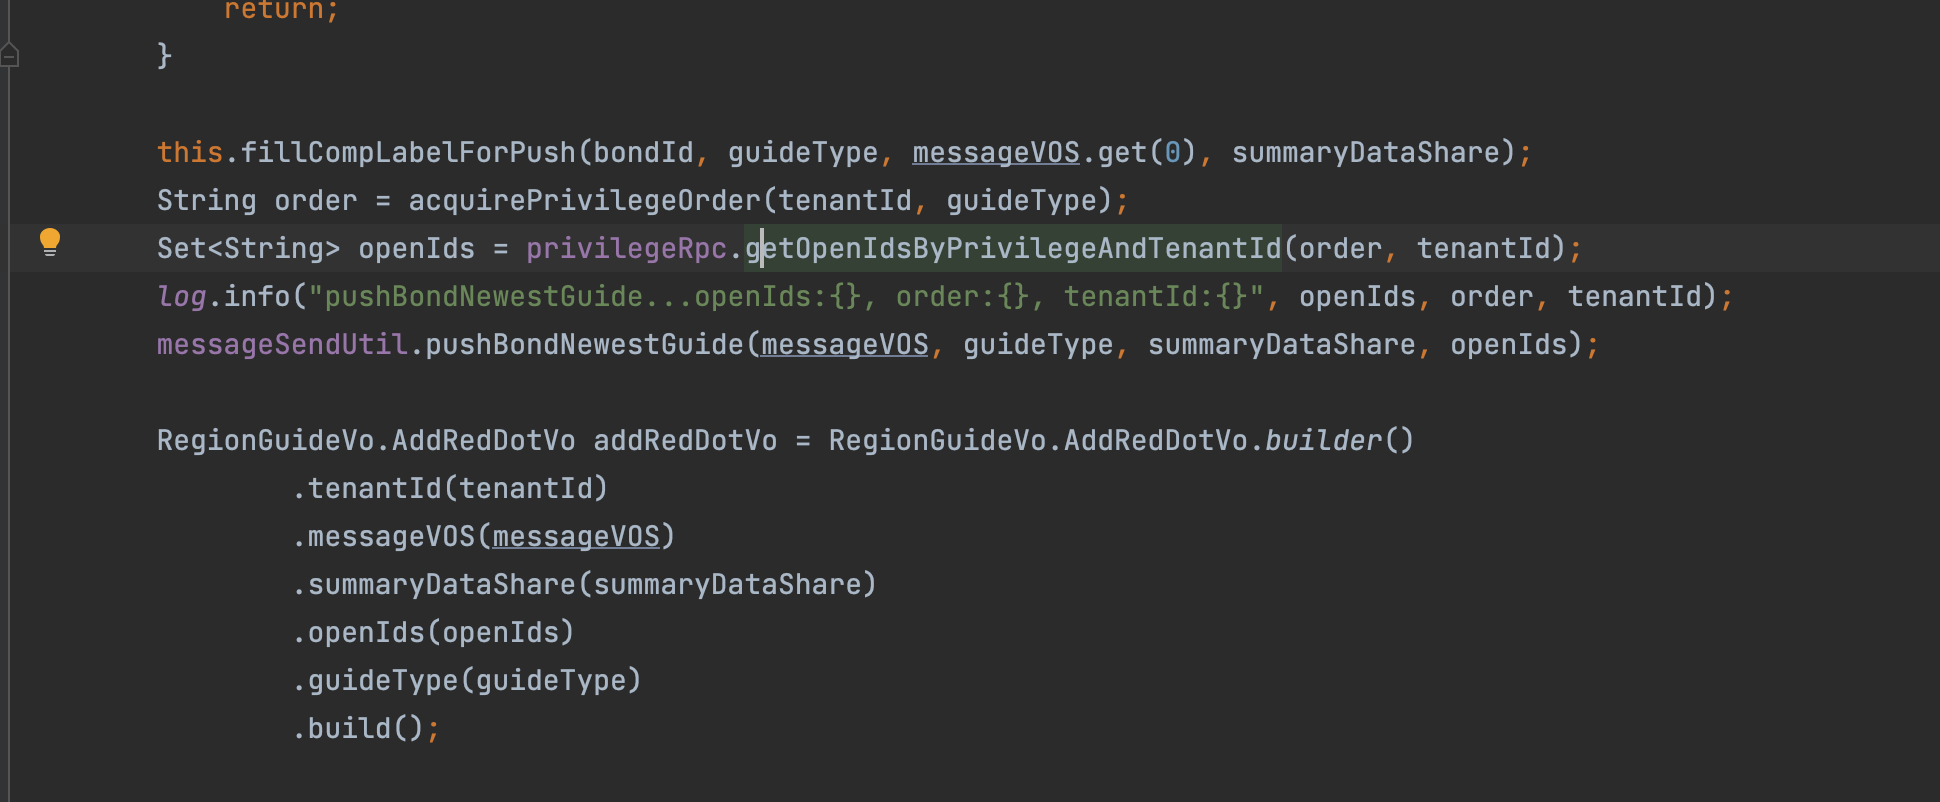 return;
}
this.fillCompLabelForPush(bondId, guideType, messageVOS.get(0), summaryDataShare);
String order = acquirePrivilegeOrder(tenantId, guideType);
Set<String> openIds = privilegeRpc.getOpenIdsByPrivilegeAndTenantId(order, tenantId);
log.info("pushBondNewestGuide...openIds:{}, order:{}, tenantId:{}", openIds, order, tenantId);
messageSendUtil.pushBondNewestGuide(messageVOS, guideType, summaryDataShare, openIds);
RegionGuideVo.AddRedDotVo addRedDotVo = RegionGuideVo.AddRedDotVo.builder()
.tenantId(tenantId)
.messageVOS(messageVOS)
.summaryDataShare(summaryDataShare)
.openIds(openIds)
.guideType(guideType)
.build();